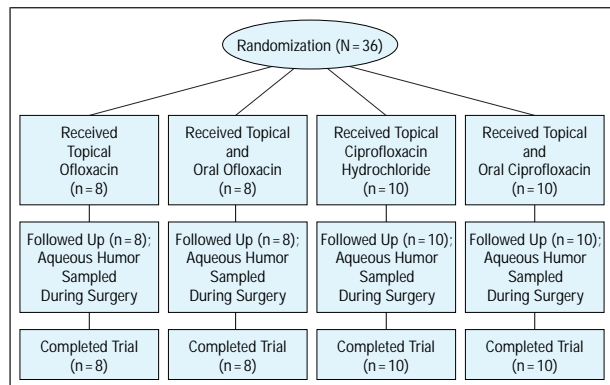 Randomization (N=36)
Received
Topical
Ofloxacin
(n=8)
Received Topical
and
Oral Ofloxacin
(n=8)
Received Topical
Ciprofloxacin
Hydrochloride
(n=10)
Received Topical
and
Oral Ciprofloxacin
(n=10)
Followed Up (n=8);
Aqueous Humor
Sampled
During Surgery
Followed Up (n=8);
Aqueous Humor
Sampled
During Surgery
Followed Up (n=10);
Aqueous Humor
Sampled
During Surgery
Followed Up (n=10);
Aqueous Humor
Sampled
During Surgery
Completed Trial
(n=8)
Completed Trial
(n=8)
Completed Trial
(n=10)
Completed Trial
(n=10)